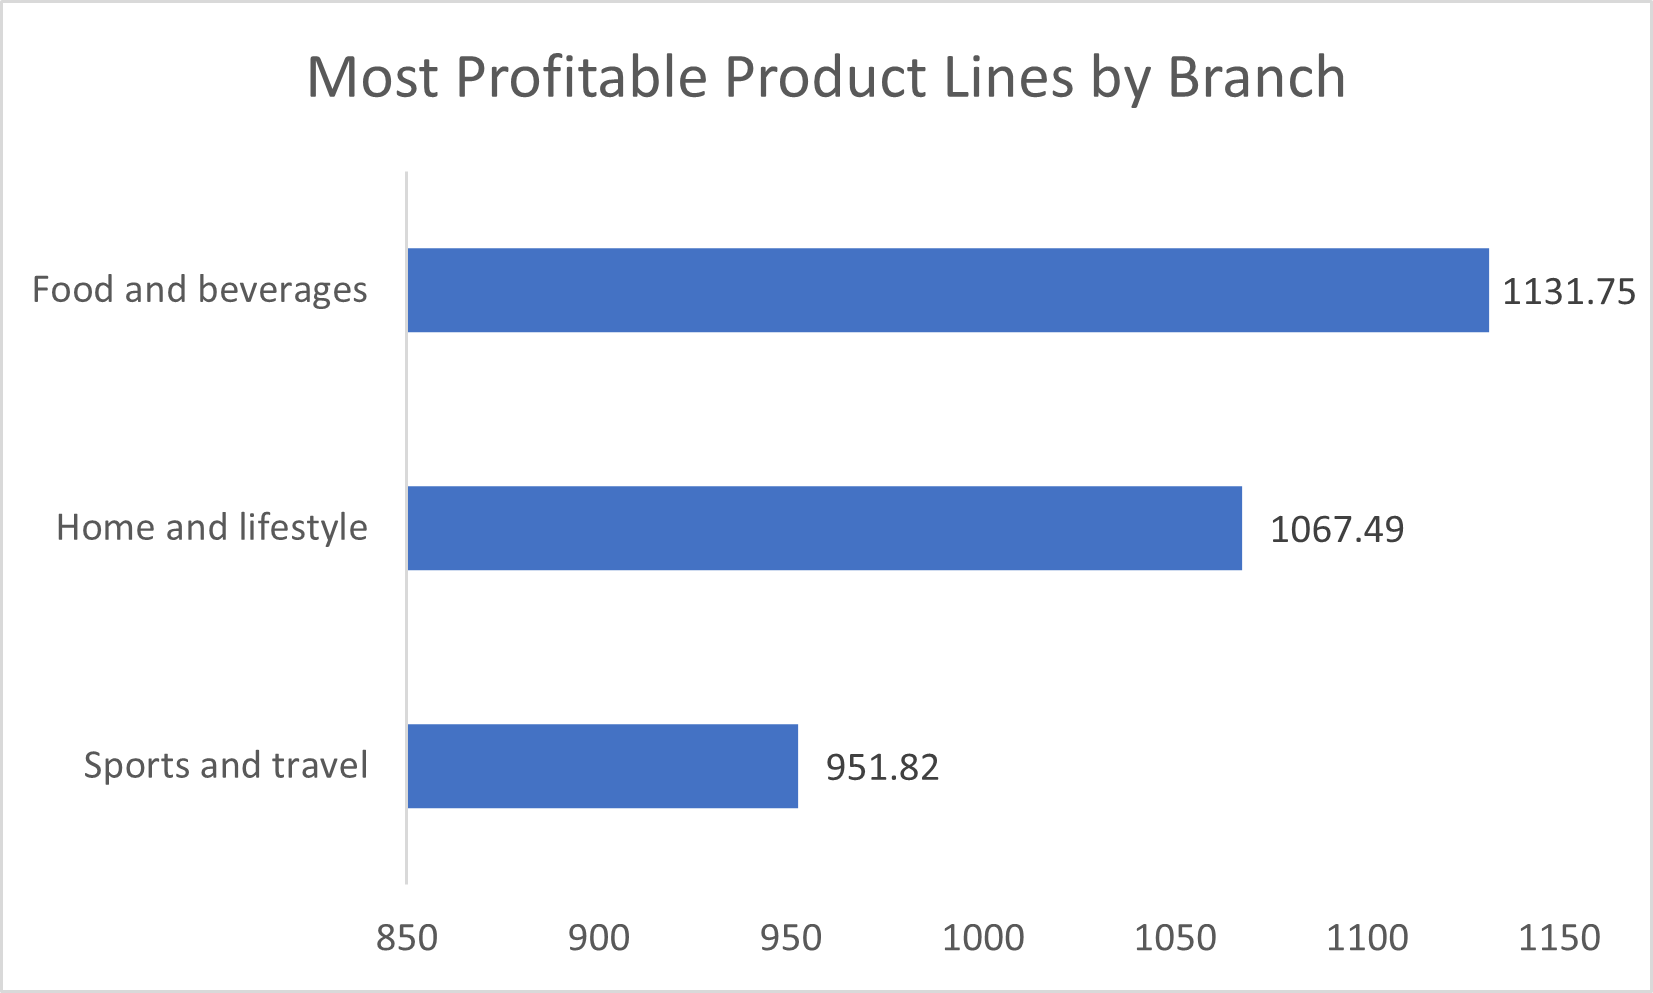 Most Profitable Product Lines by Branch
Food and beverages
1131.75
Home and lifestyle
1067.49
Sports and travel
951.82
850 900 950 1000 1050 1100 1150